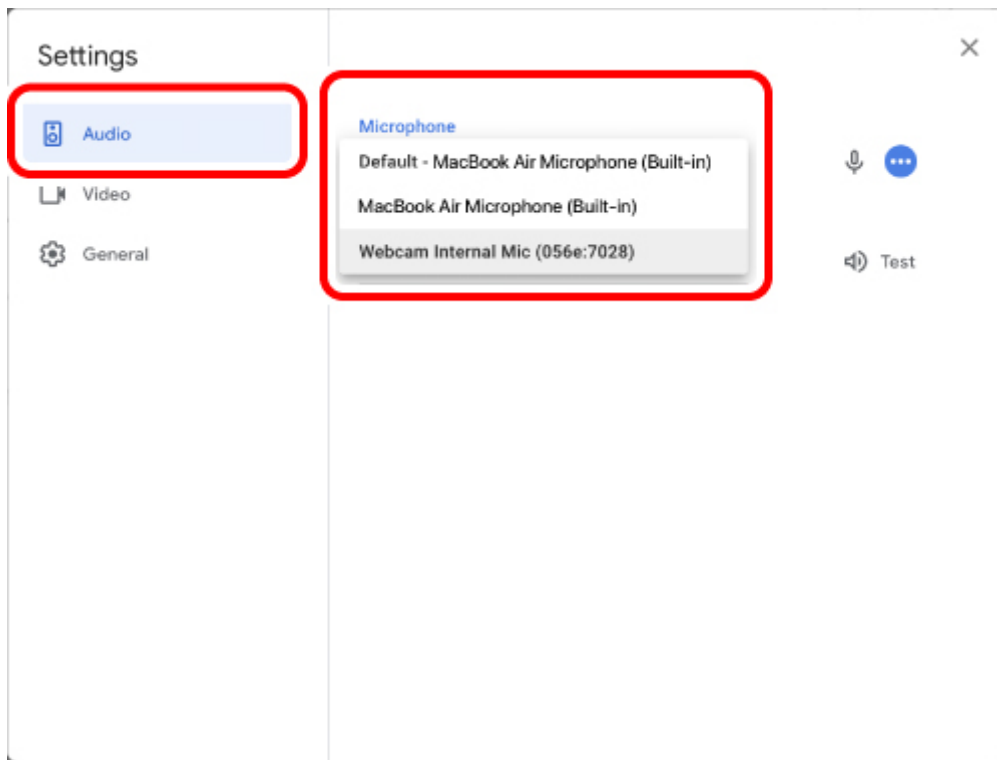 Settings
Audio
Video
General
Microphone
Default - MacBook Air Microphone (Built-in)
MacBook Air Microphone (Built-in)
Webcam Internal Mic (056e:7028)
Test